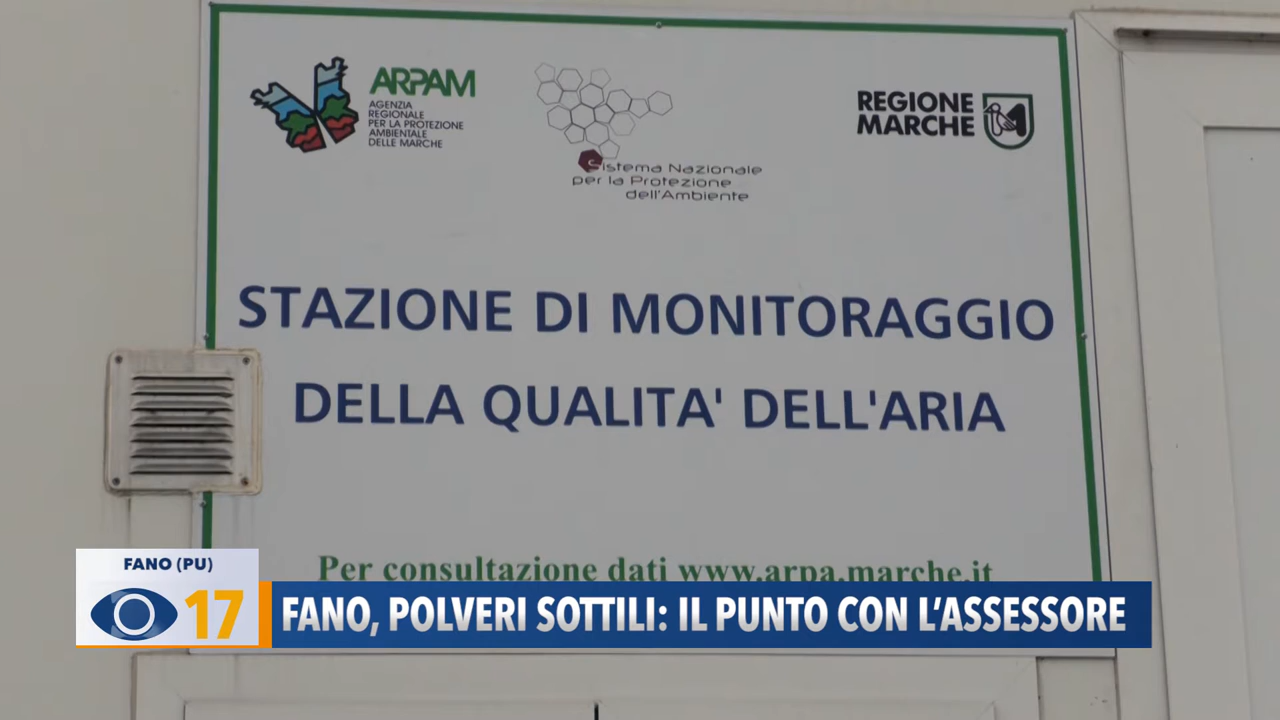 ARPAM
AGENZIA
REGIONALE
PER LA PROTEZIONE
AMBIENTALE
DELLE MARCHE
Sistema Nazionale
per la Protezione
dell'Ambiente
REGIONE
MARCHE
STAZIONE DI MONITORAGGIO
DELLA QUALITA' DELL'ARIA
Per consultazione dati www.arpa.marche.it
FANO (PU)
17
FANO, POLVERI SOTTILI: IL PUNTO CON L’ASSESSORE